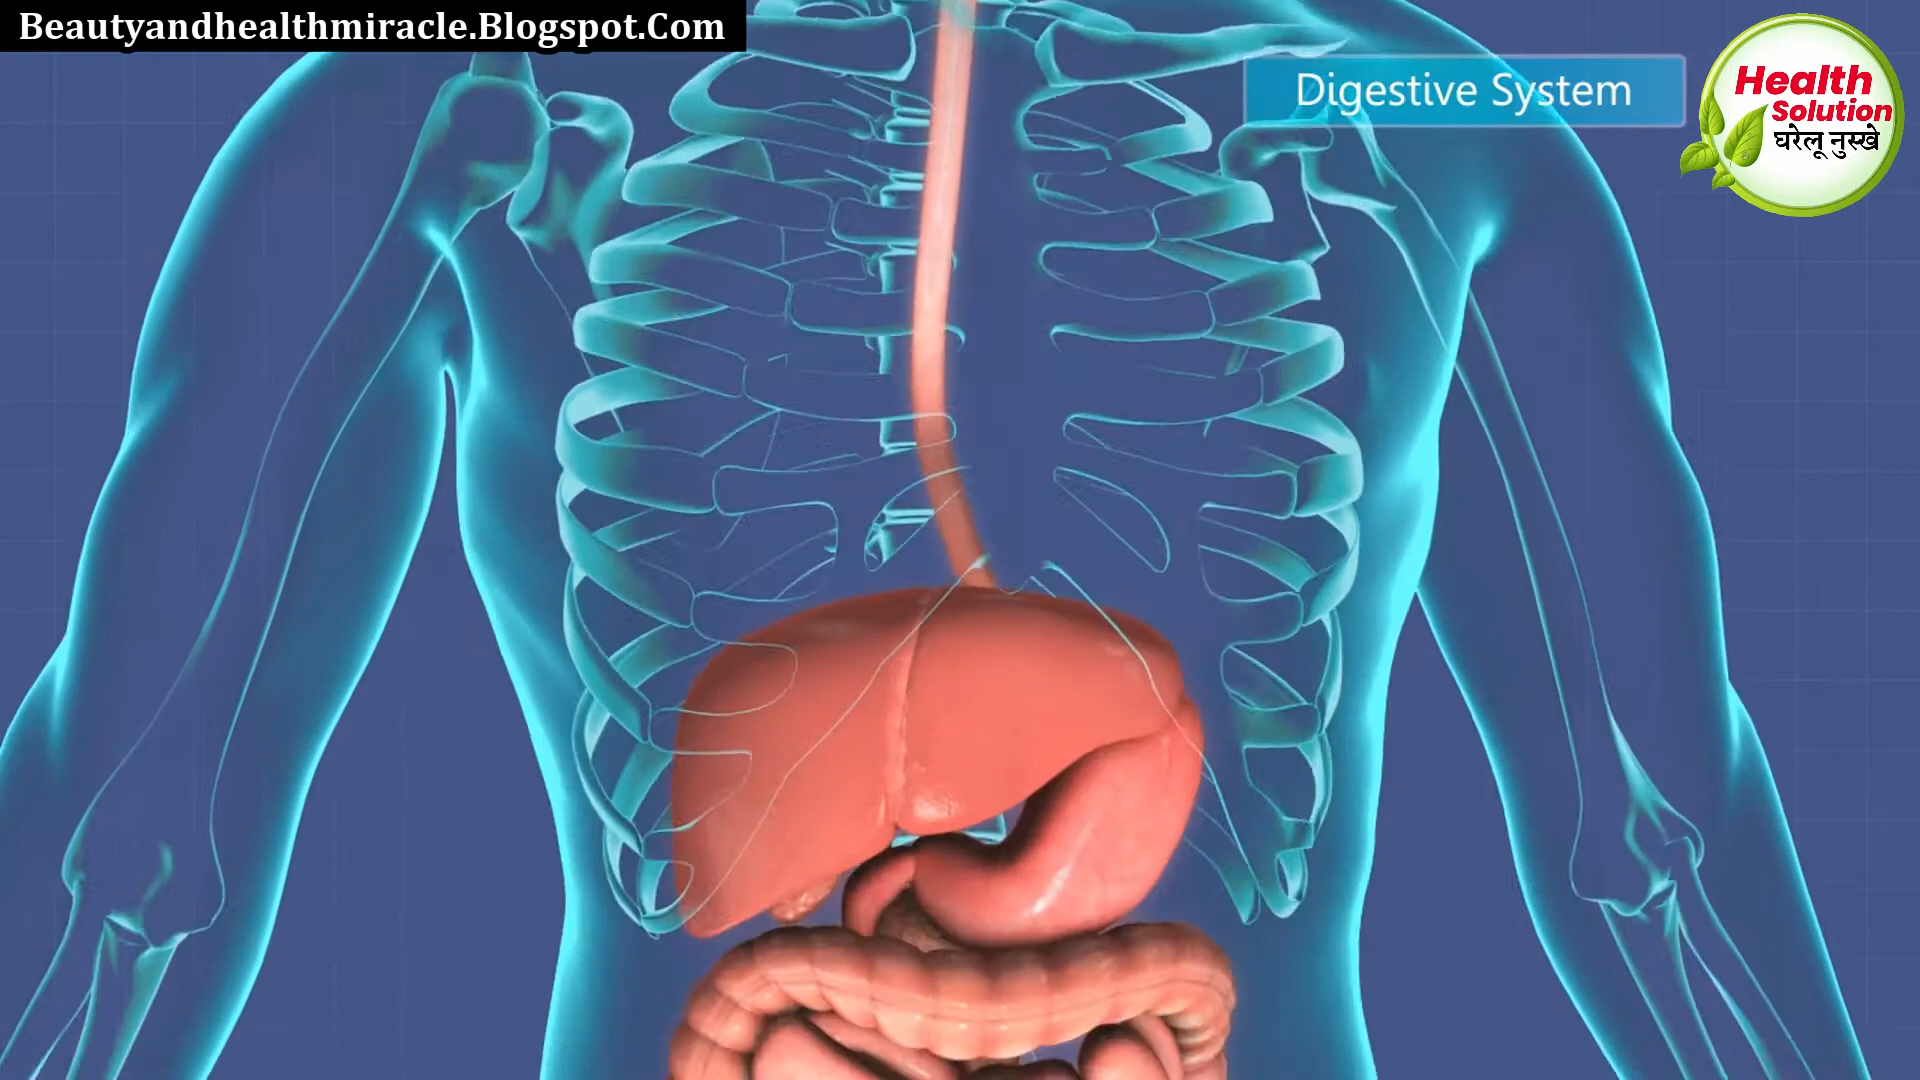 Beautyandhealthmiracle.Blogspot.Com
Digestive System
Health
Solution
घरेलू नुस्खे